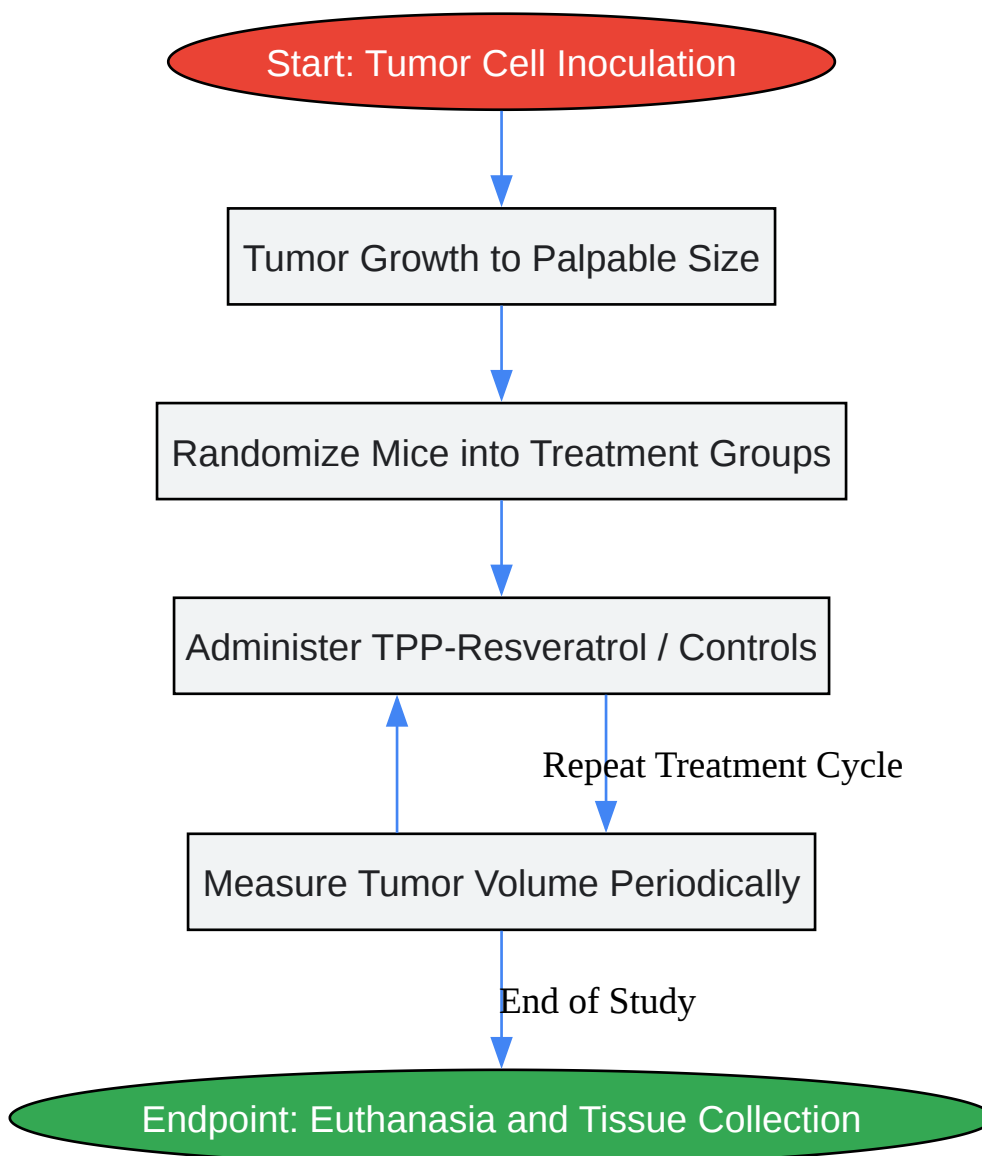 Start: Tumor Cell Inoculation
Tumor Growth to Palpable Size
Randomize Mice into Treatment Groups
Administer TPP-Resveratrol / Controls
Repeat Treatment Cycle
Measure Tumor Volume Periodically
End of Study
Endpoint: Euthanasia and Tissue Collection